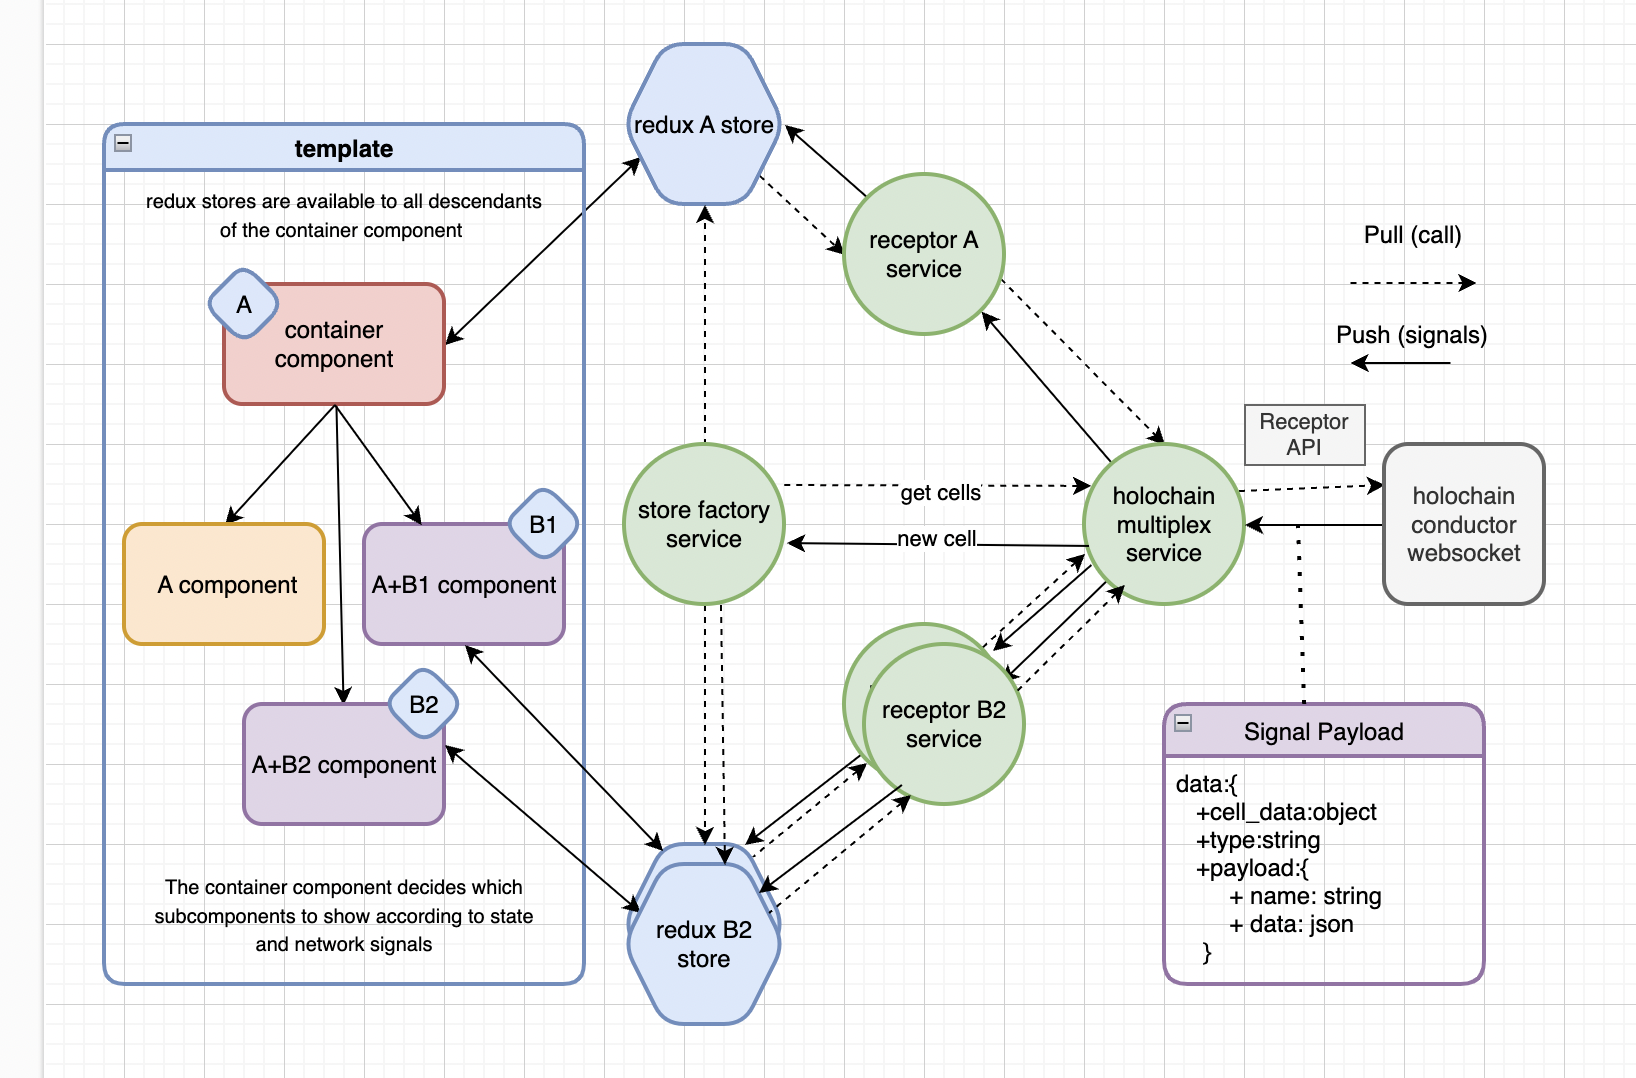 redux A store
template
redux stores are available to all descendants
of the container component
A
container
component
receptor A
service
Pull (call)
Push (signals)
Receptor
API
store factory
service
get cells
new cell
holochain
multiplex
service
holochain
conductor
websocket
B1
A component
A+B1 component
B2
A+B2 component
receptor B2
service
Signal Payload
data:{
+cell_data:object
+type:string
+payload:{
+ name: string
+ data: json
}
The container component decides which
subcomponents to show according to state
and network signals
redux B2
store